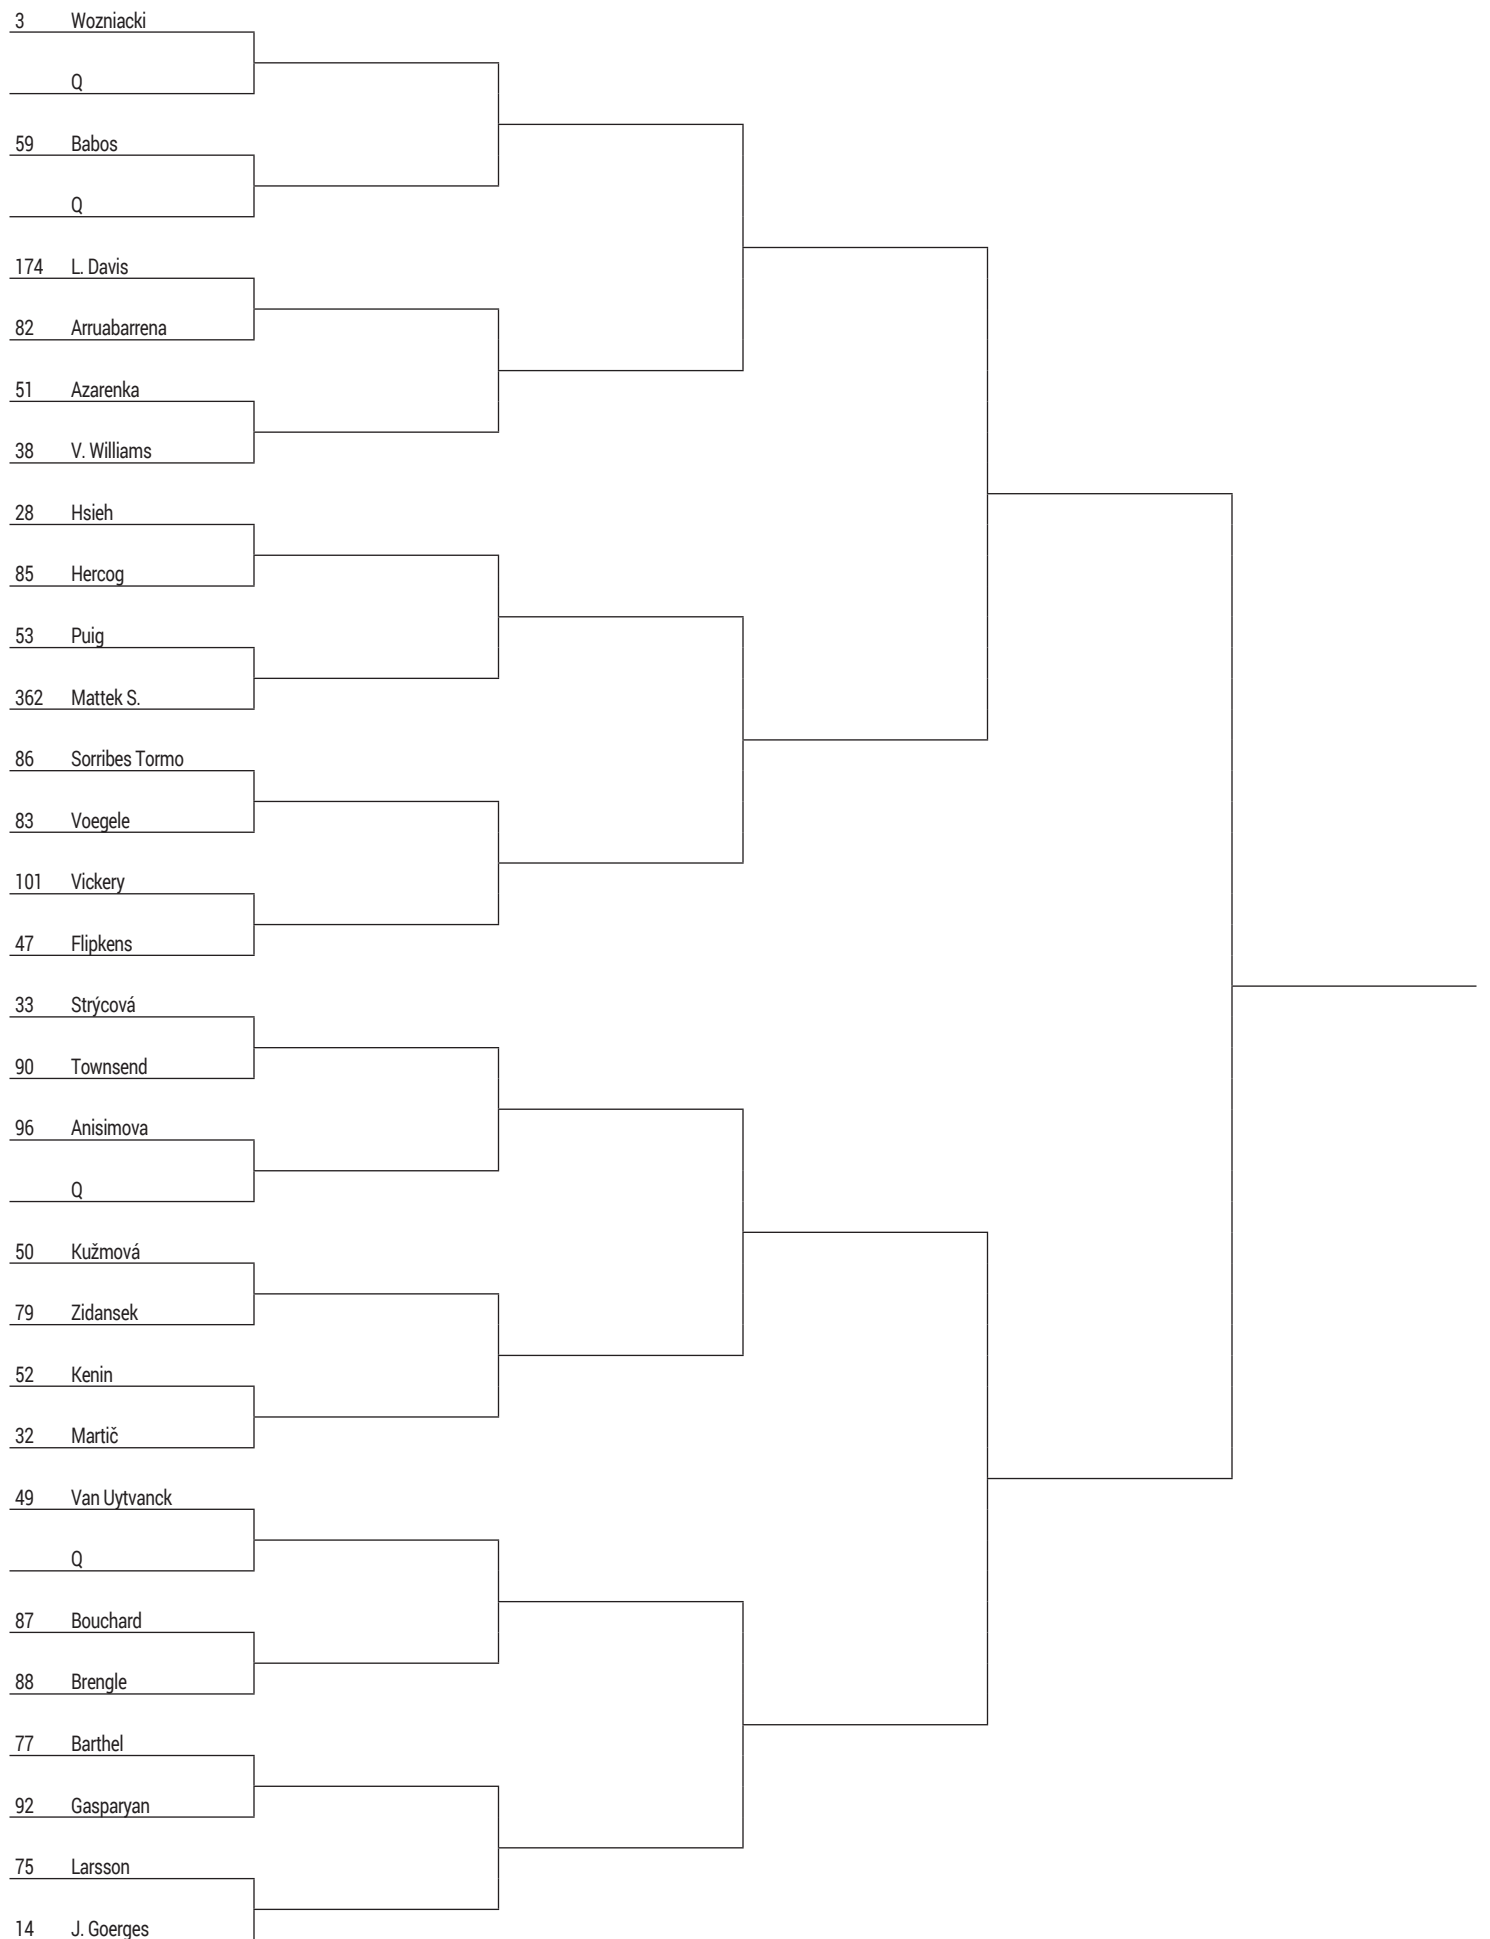 3 Wozniacki
Q
59 Babos
Q
174 L. Davis
82 Arruabarrena
51 Azarenka
38 V. Williams
28 Hsieh
85 Hercog
53 Puig
362 Mattek S.
86 Sorribes Tormo
83 Voegele
101 Vickery
47 Flipkens
33 Strýcová
90 Townsend
96 Anisimova
Q
50 Kužmová
79 Zidansek
52 Kenin
32 Martič
49 Van Uytvanck
Q
87 Bouchard
88 Brengle
77 Barthel
92 Gasparyan
75 Larsson
14 J. Goerges